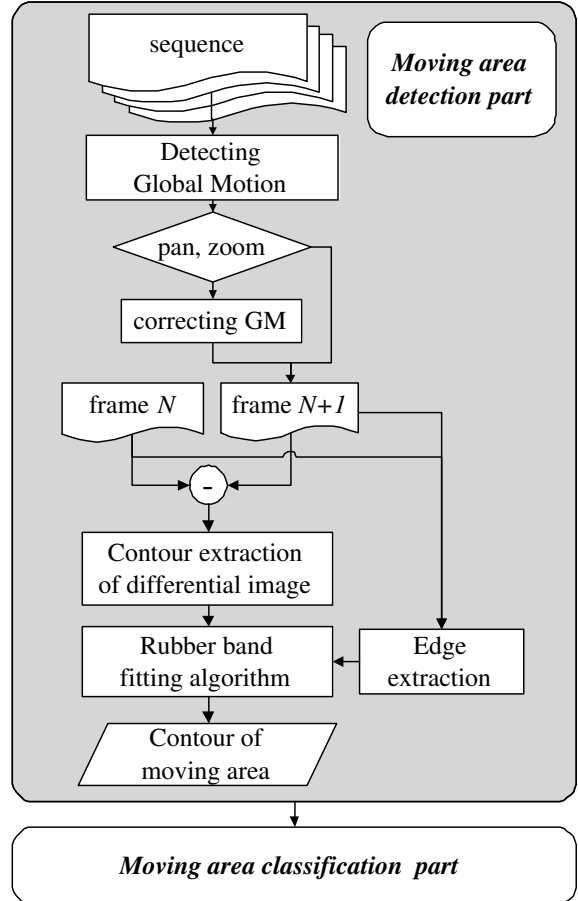 sequence
Moving area
detection part
Detecting
Global Motion
pan, zoom
correcting GM
frame N
frame N+1
-
Contour extraction
of differential image
Rubber band
fitting algorithm
Edge
extraction
Contour of
moving area
Moving area classification part